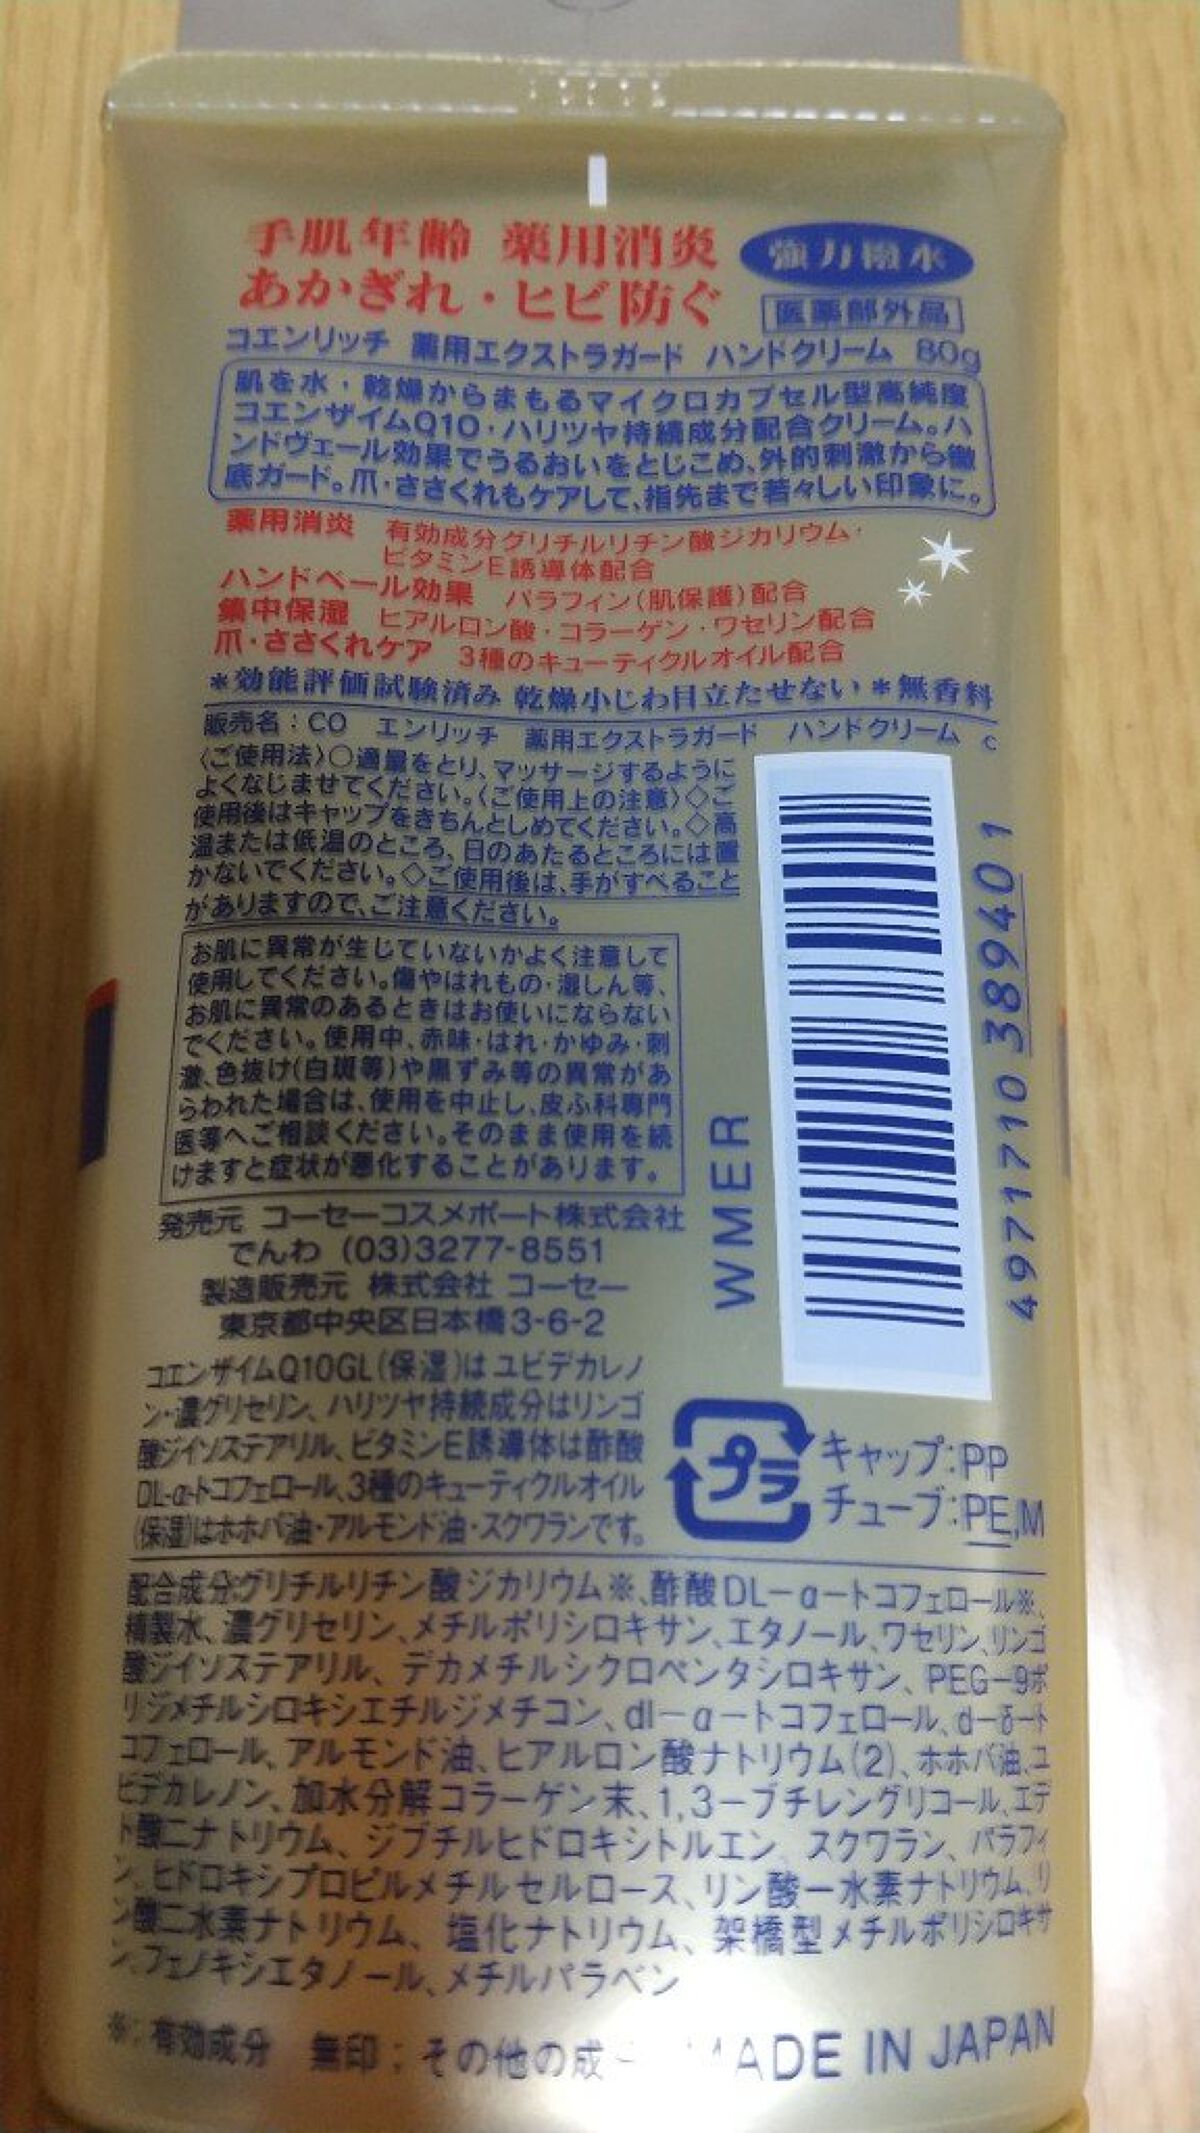 手肌年齢 薬用消炎
あかぎれ・ヒビ防ぐ
強力撥水
医薬部外品
コエンリッチ 薬用エクストラガード ハンドクリーム 80g
肌を水・乾燥からまもるマイクロカプセル型高純度
コエンザイムQ10・ハリツヤ持続成分配合クリーム。ハ
ンドヴェール効果でうるおいをとじこめ、外的刺激から徹
底ガード。爪・ささくれもケアして、指先まで若々しい印象に。
薬用消炎 有効成分グリチルリチン酸ジカリウム・
ビタミンE誘導体配合
ハンドベール効果 パラフィン(肌保護)配合
集中保湿 ヒアルロン酸・コラーゲン・ワセリン配合
爪・ささくれケア 3種のキューティクルオイル配合
*効能評価試験済み 乾燥小じわ目立たせない *無香料
販売名：CO エンリッチ 薬用エクストラガード ハンドクリーム c
〈ご使用法〉○適量をとり、マッサージするように
よくなじませてください。〈ご使用上の注意〉◇ご
使用後はキャップをきちんとしめてください。◇高
温または低温のところ、日のあたるところには置
かないでください。◇ご使用後は、手がすべること
がありますので、ご注意ください。
お肌に異常が生じていないかよく注意して
使用してください。傷やはれもの・湿しん等、
お肌に異常のあるときはお使いにならない
でください。使用中、赤味・はれ・かゆみ・刺
激、色抜け(白斑等)や黒ずみ等の異常があ
らわれた場合は、使用を中止し、皮ふ科専門
医等へご相談ください。そのまま使用を続
けますと症状が悪化することがあります。
発売元 コーセーコスメポート株式会社
でんわ (03)3277-8551
製造販売元 株式会社 コーセー
東京都中央区日本橋3-6-2
WMER
4971710 389401
コエンザイムQ10GL(保湿)は ユビデカレノ
ン・濃グリセリン、ハリツヤ持続成分はリンゴ
酸ジイソステアリル、ビタミンE誘導体は酢酸
DL-α-トコフェロール、3種のキューティクルオイル
(保湿)はホホバ油・アルモンド油・スクワランです。
プラ
キャップ：PP
チューブ：PE,M
配合成分：グリチルリチン酸ジカリウム※、酢酸DL－α－トコフェロール※、
精製水、濃グリセリン、メチルポリシロキサン、エタノール、ワセリン、リンゴ
酸ジイソステアリル、デカメチルシクロペンタシロキサン、PEG－9ポ
リジメチルシロキシエチルジメチコン、dl－α－トコフェロール、d－δ－ト
コフェロール、アルモンド油、ヒアルロン酸ナトリウム(2)、ホホバ油、ユ
ビデカレノン、加水分解コラーゲン末、1,3－ブチレングリコール、エデ
ト酸二ナトリウム、ジブチルヒドロキシトルエン、スクワラン、パラフィ
ン、ヒドロキシプロピルメチルセルロース、リン酸一水素ナトリウム、リ
ン酸二水素ナトリウム、塩化ナトリウム、架橋型メチルポリシロキサ
ン、フェノキシエタノール、メチルパラベン
※：有効成分 無印：その他の成 MADE IN JAPAN